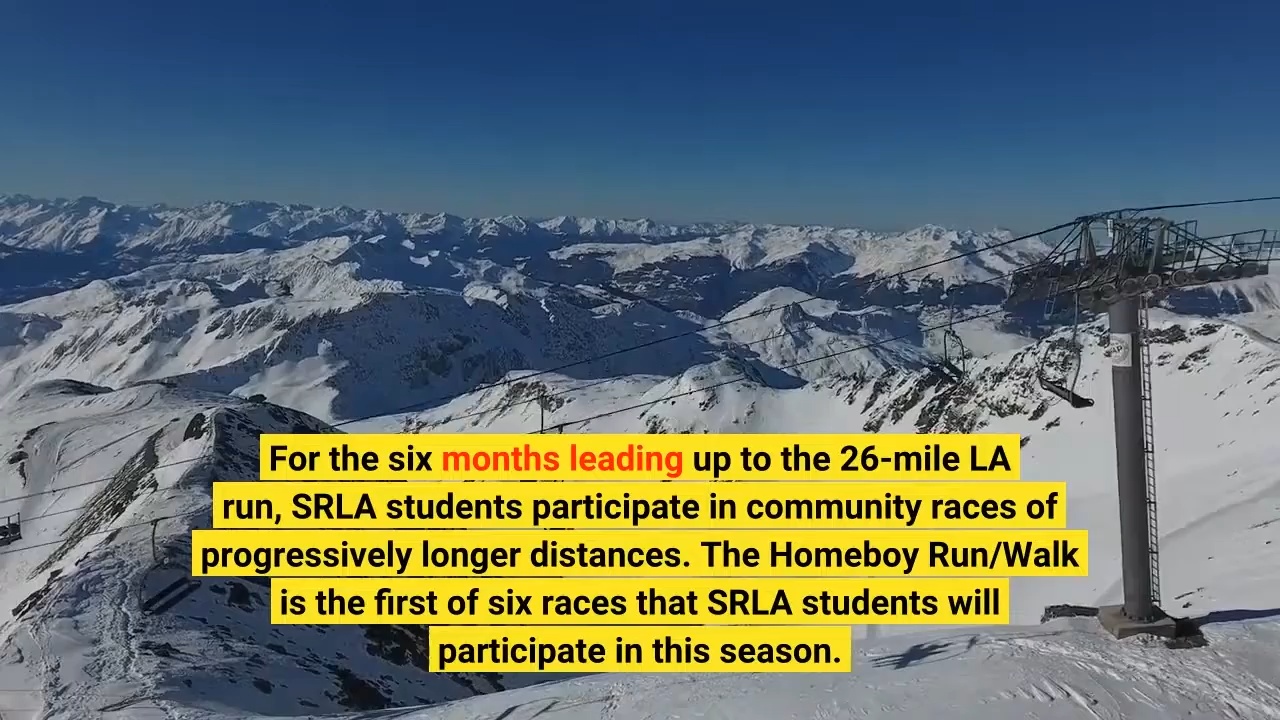 For the six months leading up to the 26-mile LA
run, SRLA students participate in community races of
progressively longer distances. The Homeboy Run/Walk
is the first of six races that SRLA students will
participate in this season.